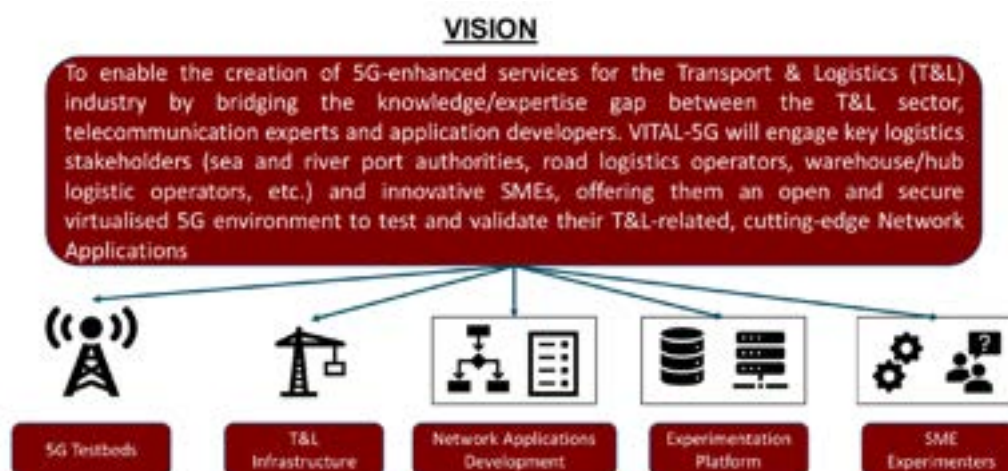 VISION
To enable the creation of 5G-enhanced services for the Transport & Logistics (T&L)
industry by bridging the knowledge/expertise gap between the T&L sector,
telecommunication experts and application developers. VITAL-5G will engage key logistics
stakeholders (sea and river port authorities, road logistics operators, warehouse/hub
logistic operators, etc.) and innovative SMEs, offering them an open and secure
virtualised 5G environment to test and validate their T&L-related, cutting-edge Network
Applications
?
5G Testbeds
T&L
Infrastructure
Network Applications
Development
Experimentation
Platform
SME
Experimenters